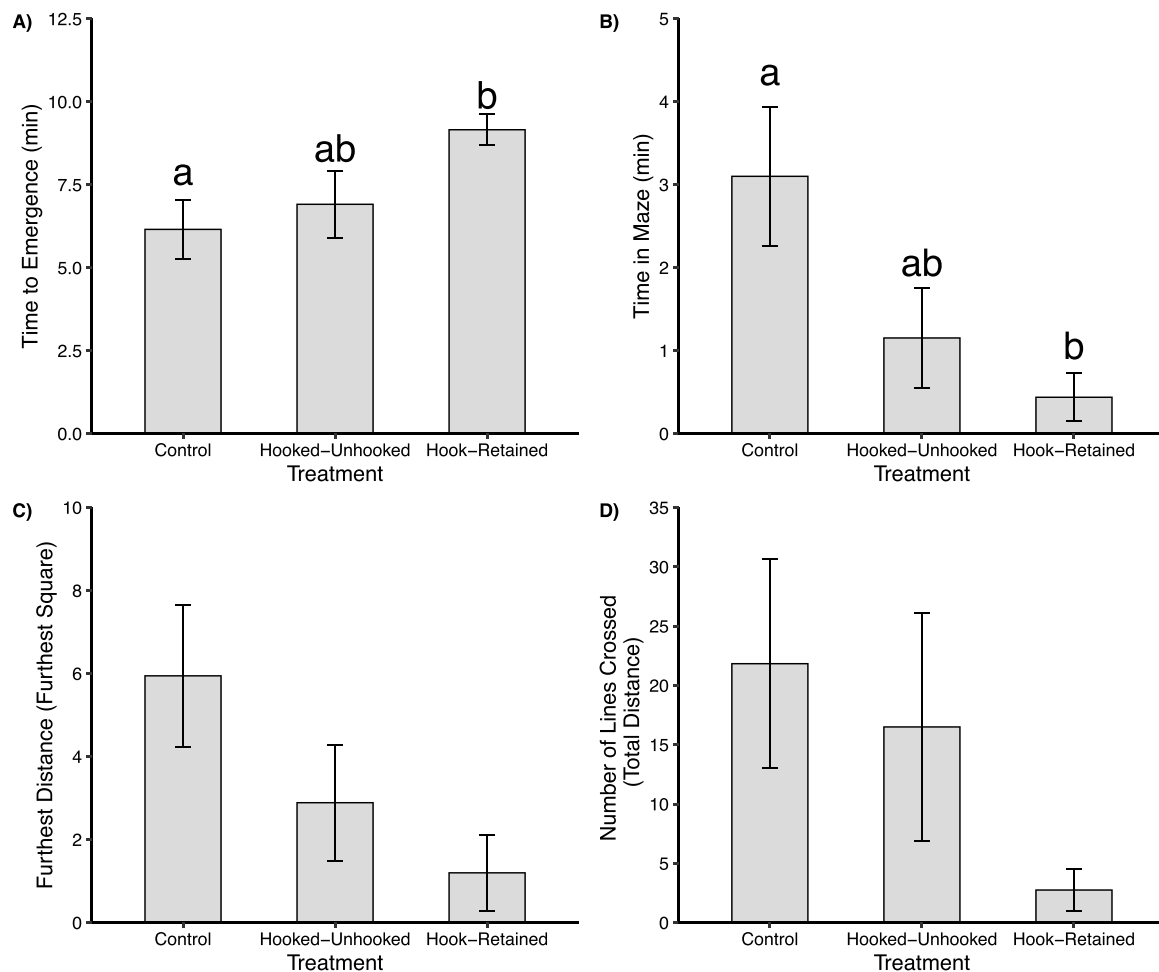 A)
Time to Emergence (min)
12.5
10.0
7.5
5.0
2.5
0.0
a
ab
b
Control
Hooked−Unhooked
Hook−Retained
Treatment
B)
Time in Maze (min)
5
4
3
2
1
0
a
ab
b
Control
Hooked−Unhooked
Hook−Retained
Treatment
C)
Furthest Distance (Furthest Square)
10
8
6
4
2
0
Control
Hooked−Unhooked
Hook−Retained
Treatment
D)
Number of Lines Crossed
(Total Distance)
35
30
25
20
15
10
5
0
Control
Hooked−Unhooked
Hook−Retained
Treatment